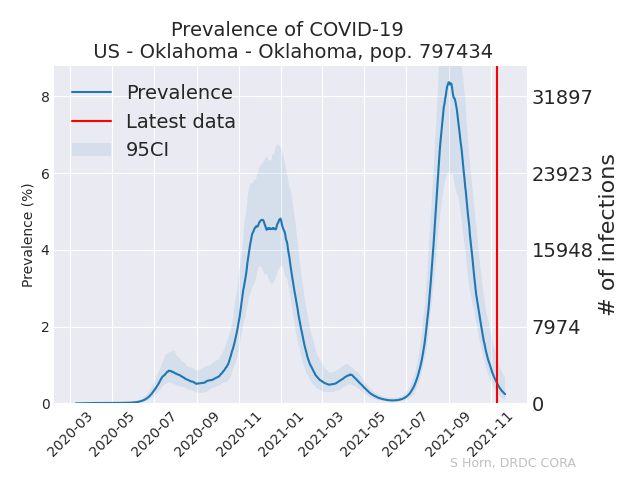 Prevalence of COVID-19
US - Oklahoma - Oklahoma, pop. 797434
Prevalence
Latest data
95CI
Prevalence (%)
8
6
4
2
0
31897
23923
15948
7974
0
# of infections
2020-03
2020-05
2020-07
2020-09
2020-11
2021-01
2021-03
2021-05
2021-07
2021-09
2021-11
S Horn, DRDC CORA